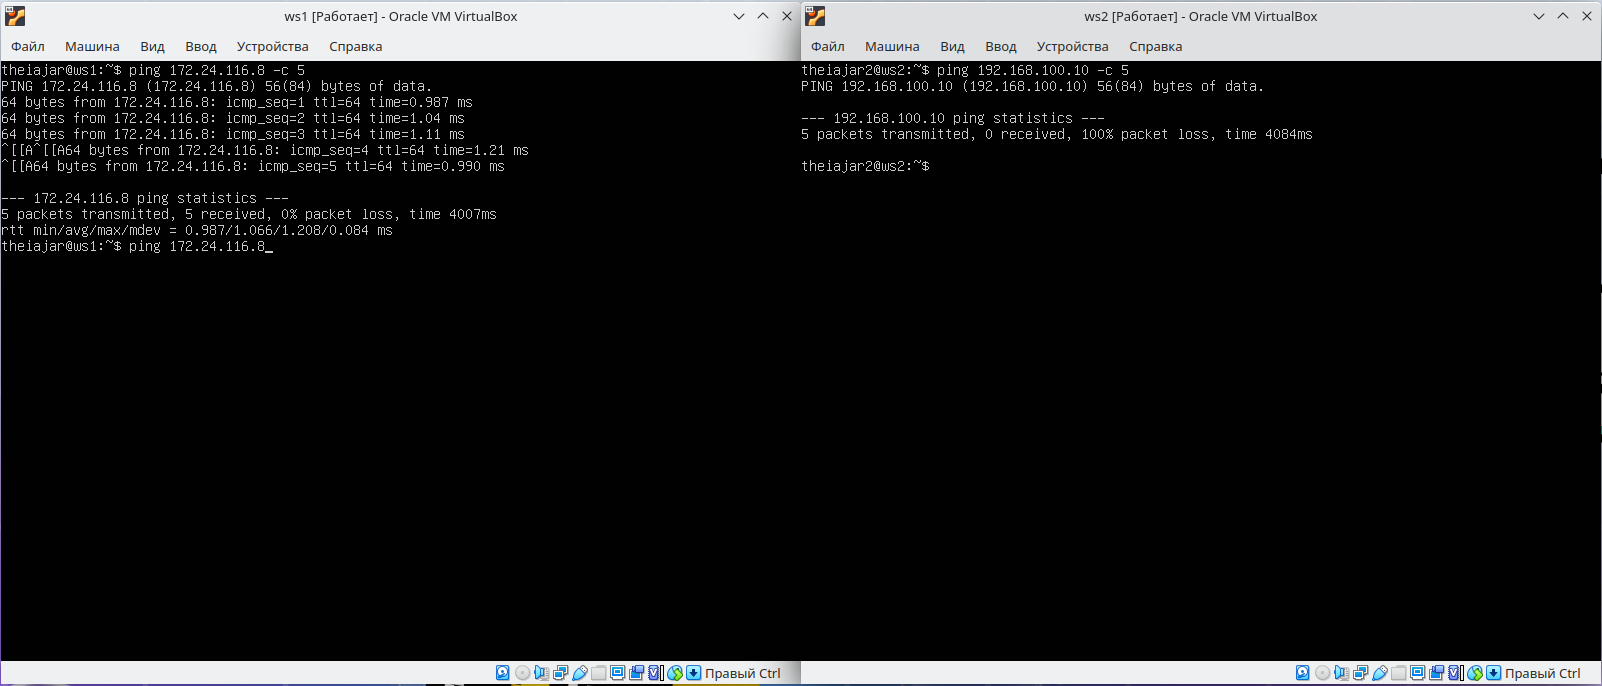 ws1 [Работает] - Oracle VM VirtualBox
Файл Машина Вид Ввод Устройства Справка
theiajar@ws1:~$ ping 172.24.116.8 -c 5
PING 172.24.116.8 (172.24.116.8) 56(84) bytes of data.
64 bytes from 172.24.116.8: icmp_seq=1 ttl=64 time=0.987 ms
64 bytes from 172.24.116.8: icmp_seq=2 ttl=64 time=1.04 ms
64 bytes from 172.24.116.8: icmp_seq=3 ttl=64 time=1.11 ms
^[[A^[[A64 bytes from 172.24.116.8: icmp_seq=4 ttl=64 time=1.21 ms
^[[A64 bytes from 172.24.116.8: icmp_seq=5 ttl=64 time=0.990 ms
--- 172.24.116.8 ping statistics ---
5 packets transmitted, 5 received, 0% packet loss, time 4007ms
rtt min/avg/max/mdev = 0.987/1.066/1.208/0.084 ms
theiajar@ws1:~$ ping 172.24.116.8_
Правый Ctrl
ws2 [Работает] - Oracle VM VirtualBox
Файл Машина Вид Ввод Устройства Справка
theiajar2@ws2:~$ ping 192.168.100.10 -c 5
PING 192.168.100.10 (192.168.100.10) 56(84) bytes of data.
--- 192.168.100.10 ping statistics ---
5 packets transmitted, 0 received, 100% packet loss, time 4084ms
theiajar2@ws2:~$
Правый Ctrl